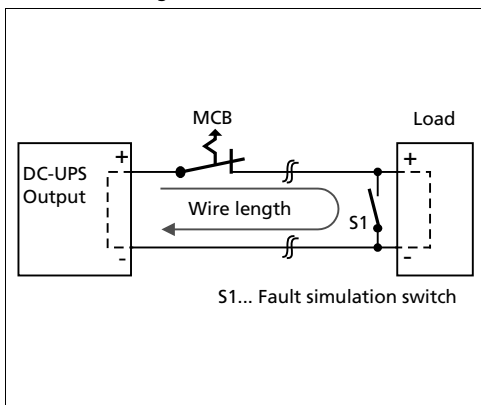 MCB
Load
DC-UPS
Output
+
-
Wire length
S1
+
-
S1... Fault simulation switch